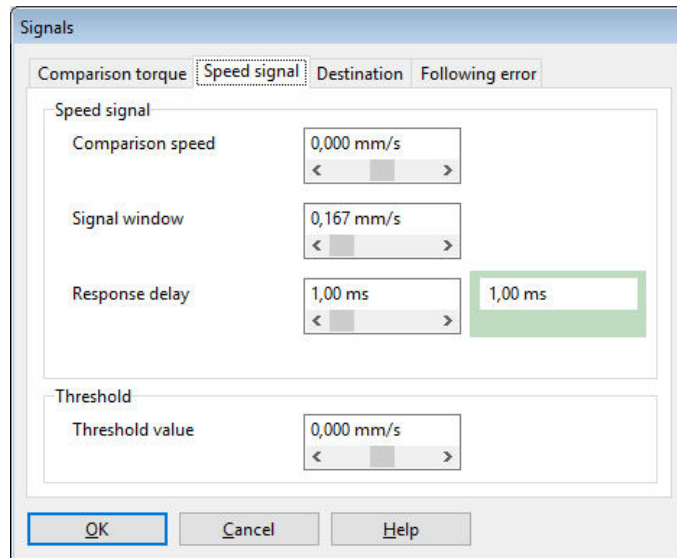 Signals
Comparison torque Speed signal Destination Following error
Speed signal
Comparison speed 0,000 mm/s
Signal window 0,167 mm/s
Response delay 1,00 ms 1,00 ms
Threshold
Threshold value 0,000 mm/s
OK Cancel Help